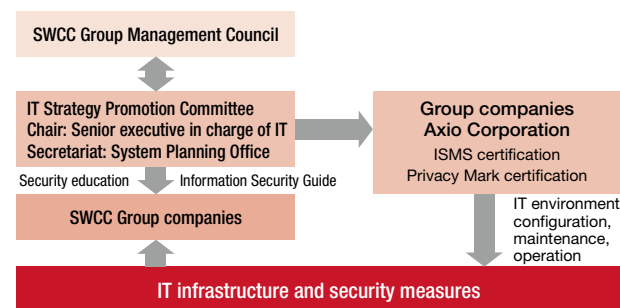 SWCC Group Management Council
IT Strategy Promotion Committee
Chair: Senior executive in charge of IT
Secretariat: System Planning Office
Group companies
Axio Corporation
ISMS certification
Privacy Mark certification
Security education
Information Security Guide
SWCC Group companies
IT environment
configuration,
maintenance,
operation
IT infrastructure and security measures